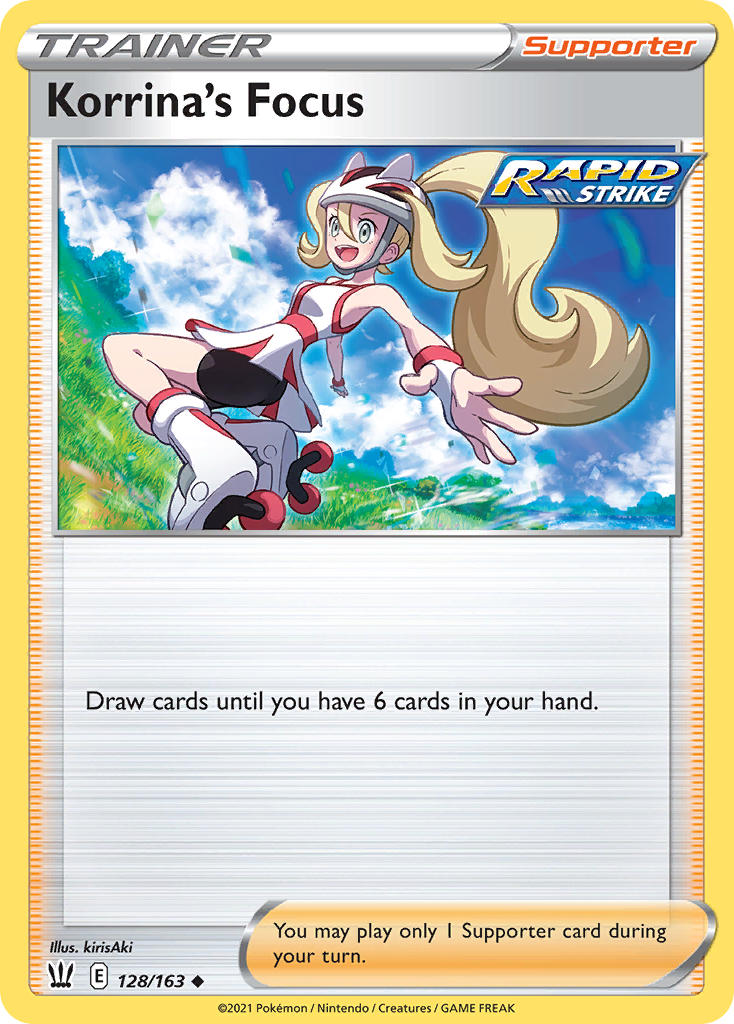 TRAINER
Supporter
Korrina's Focus
RAPID
STRIKE
Draw cards until you have 6 cards in your hand.
Illus. kirisAki
You may play only 1 Supporter card during
your turn.
E
128/163
©2021 Pokémon / Nintendo / Creatures / GAME FREAK